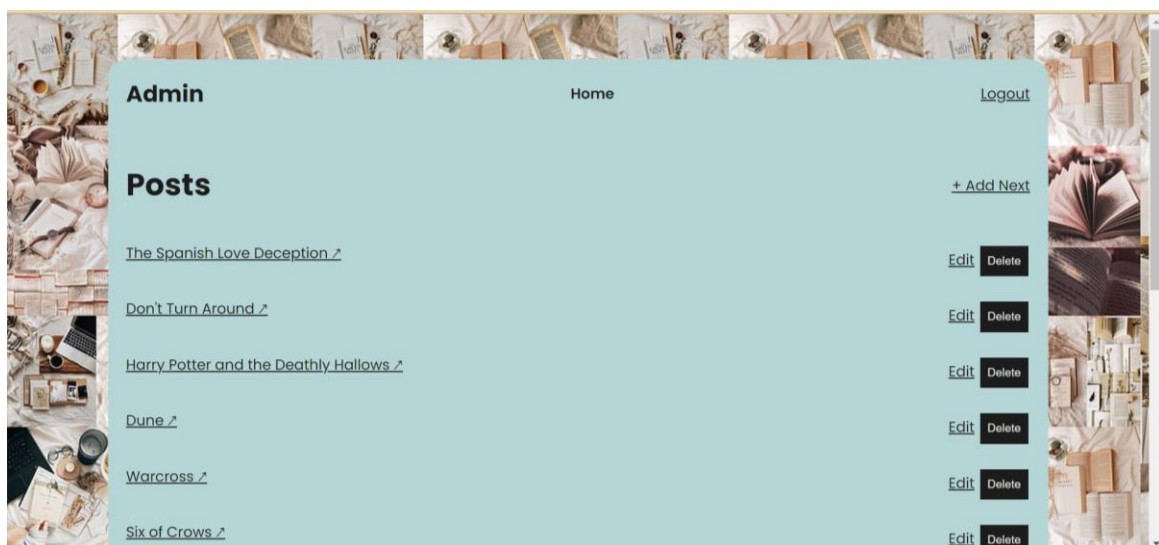 Admin Home Logout
Posts + Add Next
The Spanish Love Deception ↗ Edit Delete
Don't Turn Around ↗ Edit Delete
Harry Potter and the Deathly Hallows ↗ Edit Delete
Dune ↗ Edit Delete
Warcross ↗ Edit Delete
Six of Crows ↗ Edit Delete